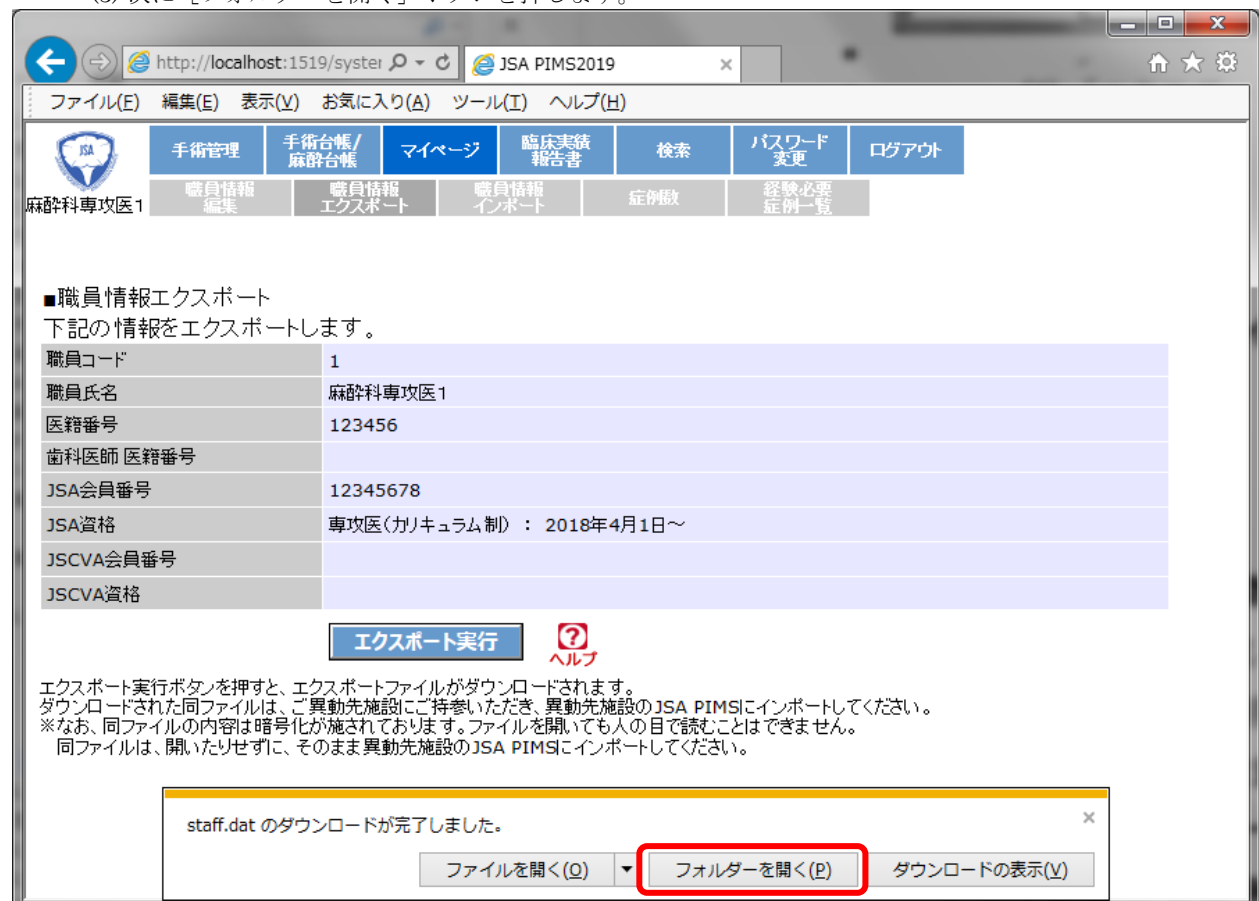 次に［フォルダーを開く］ボタンを押します。
http://localhost:1519/syster
JSA PIMS2019
ファイル(F) 編集(E) 表示(V) お気に入り(A) ツール(T) ヘルプ(H)
JSA
手術管理
手術台帳/
麻酔台帳
マイページ
臨床実績
報告書
検索
パスワード
変更
ログアウト
麻酔科専攻医1
職員情報
編集
職員情報
エクスポート
職員情報
インポート
症例数
経験必要
症例一覧
■職員情報エクスポート
下記の情報をエクスポートします。
職員コード 1
職員氏名 麻酔科専攻医1
医籍番号 123456
歯科医師 医籍番号
JSA会員番号 12345678
JSA資格 専攻医(カリキュラム制) ： 2018年4月1日～
JSCVA会員番号
JSCVA資格
エクスポート実行
?
ヘルプ
エクスポート実行ボタンを押すと、エクスポートファイルがダウンロードされます。
ダウンロードされた同ファイルは、ご異動先施設にご持参いただき、異動先施設のJSA PIMSにインポートしてください。
※なお、同ファイルの内容は暗号化が施されております。ファイルを開いても人の目で読むことはできません。
同ファイルは、開いたりせずに、そのまま異動先施設のJSA PIMSにインポートしてください。
staff.dat のダウンロードが完了しました。
ファイルを開く(O) フォルダーを開く(P) ダウンロードの表示(V)